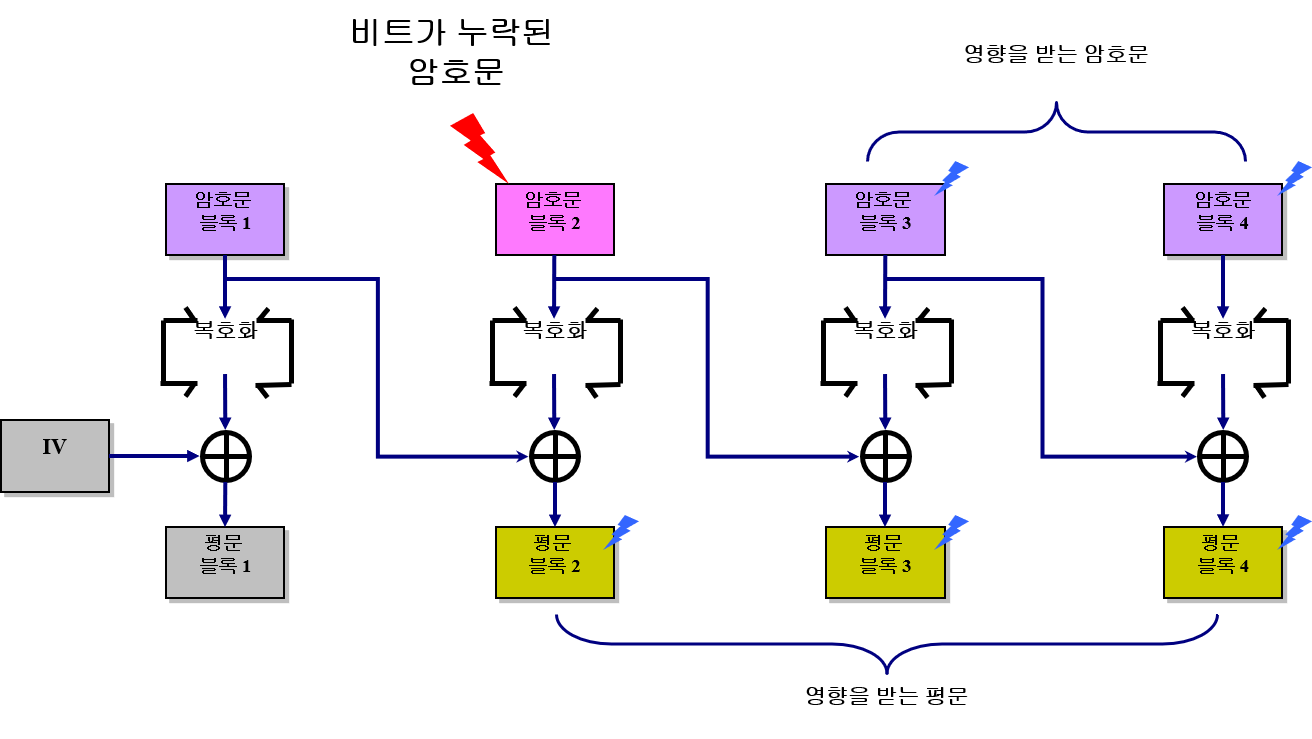 비트가 누락된
암호문
영향을 받는 암호문
암호문
블록 1
암호문
블록 2
암호문
블록 3
암호문
블록 4
복호화
복호화
복호화
복호화
IV
평문
블록 1
평문
블록 2
평문
블록 3
평문
블록 4
영향을 받는 평문